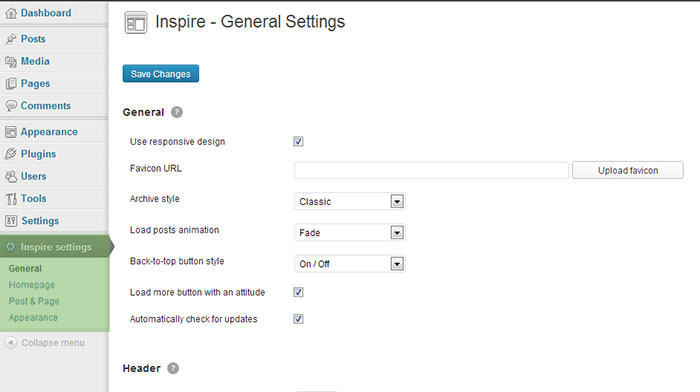 Dashboard
Posts
Media
Pages
Comments
Appearance
Plugins
Users
Tools
Settings
Inspire settings
General
Homepage
Post & Page
Appearance
Collapse menu
Inspire - General Settings
Save Changes
General ?
Use responsive design
Favicon URL Upload favicon
Archive style Classic
Load posts animation Fade
Back-to-top button style On / Off
Load more button with an attitude
Automatically check for updates
Header ?